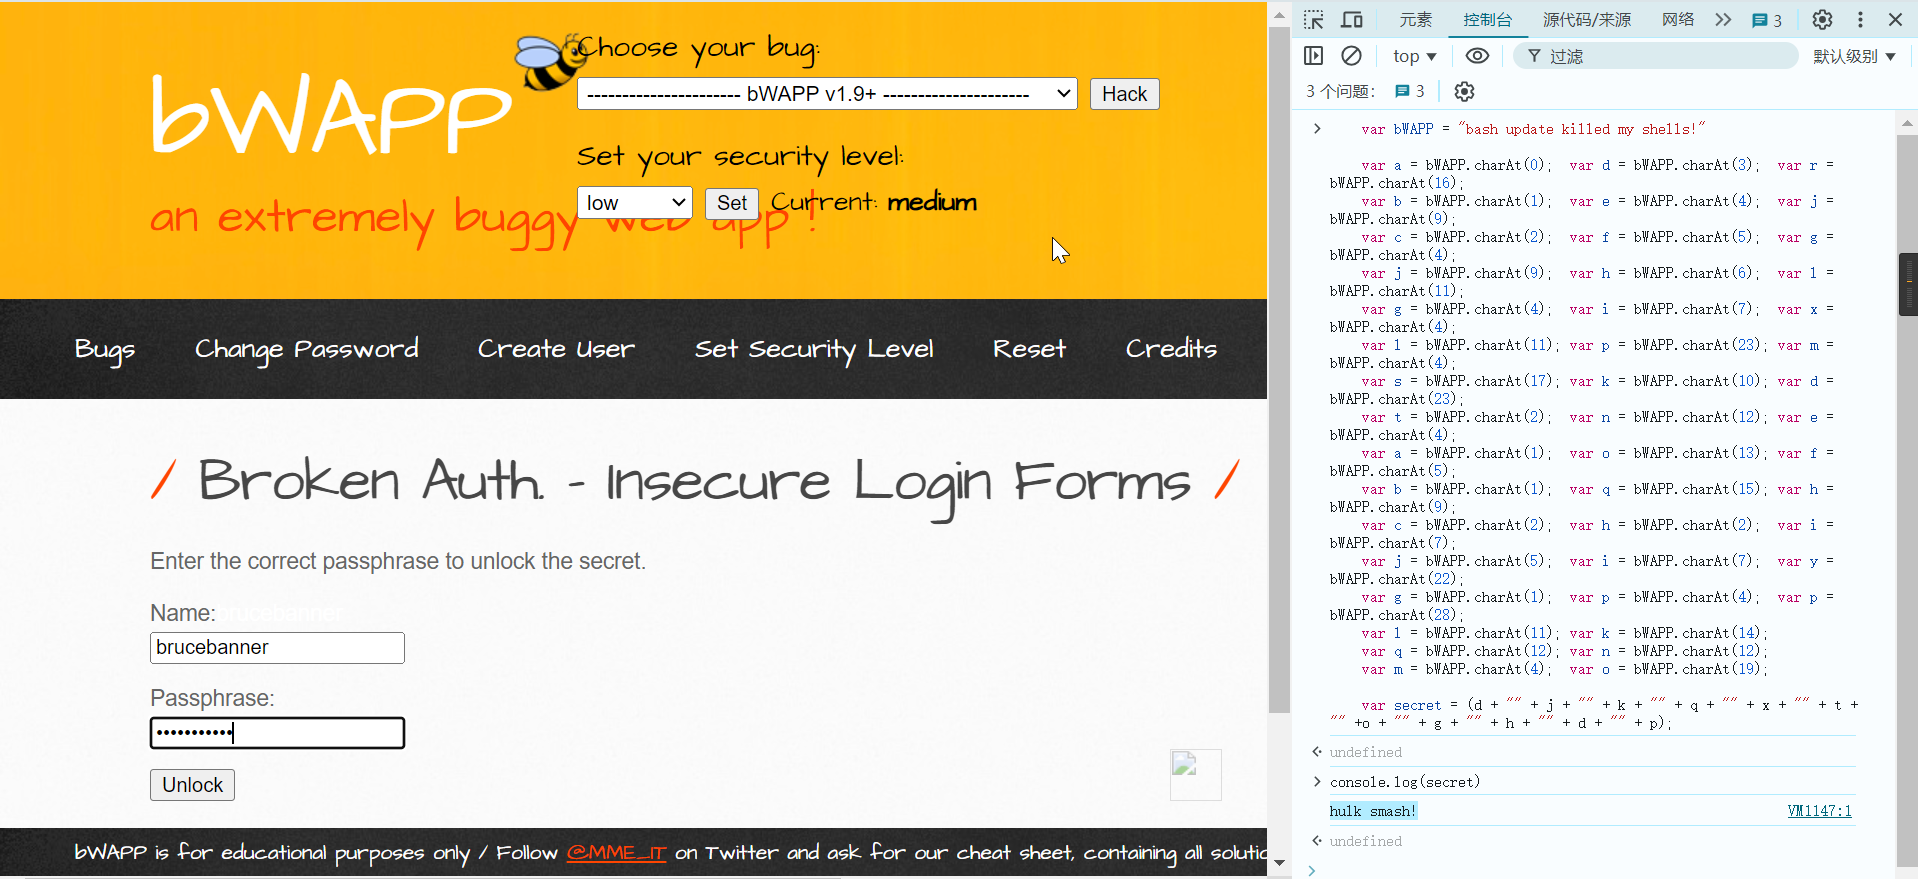 bWAPP
an extremely buggy web app !
Choose your bug:
---------------------- bWAPP v1.9+ ---------------------
Hack
Set your security level:
low
Set
Current: medium
Bugs
Change Password
Create User
Set Security Level
Reset
Credits
/ Broken Auth. - Insecure Login Forms /
Enter the correct passphrase to unlock the secret.
Name:brucebanner
brucebanner
Passphrase:
•••••••••••
Unlock
bWAPP is for educational purposes only / Follow @MME_IT on Twitter and ask for our cheat sheet, containing all solutio
元素
控制台
源代码/来源
网络
3
top
过滤
默认级别
3 个问题:
3
var bWAPP = "bash update killed my shells!"
var a = bWAPP.charAt(0);  var d = bWAPP.charAt(3);  var r =
bWAPP.charAt(16);
var b = bWAPP.charAt(1);  var e = bWAPP.charAt(4);  var j =
bWAPP.charAt(9);
var c = bWAPP.charAt(2);  var f = bWAPP.charAt(5);  var g =
bWAPP.charAt(4);
var j = bWAPP.charAt(9);  var h = bWAPP.charAt(6);  var l =
bWAPP.charAt(11);
var g = bWAPP.charAt(4);  var i = bWAPP.charAt(7);  var x =
bWAPP.charAt(4);
var l = bWAPP.charAt(11); var p = bWAPP.charAt(23); var m =
bWAPP.charAt(4);
var s = bWAPP.charAt(17); var k = bWAPP.charAt(10); var d =
bWAPP.charAt(23);
var t = bWAPP.charAt(2);  var n = bWAPP.charAt(12); var e =
bWAPP.charAt(4);
var a = bWAPP.charAt(1);  var o = bWAPP.charAt(13); var f =
bWAPP.charAt(5);
var b = bWAPP.charAt(1);  var q = bWAPP.charAt(15); var h =
bWAPP.charAt(9);
var c = bWAPP.charAt(2);  var h = bWAPP.charAt(2);  var i =
bWAPP.charAt(7);
var j = bWAPP.charAt(5);  var i = bWAPP.charAt(7);  var y =
bWAPP.charAt(22);
var g = bWAPP.charAt(1);  var p = bWAPP.charAt(4);  var p =
bWAPP.charAt(28);
var l = bWAPP.charAt(11); var k = bWAPP.charAt(14);
var q = bWAPP.charAt(12); var n = bWAPP.charAt(12);
var m = bWAPP.charAt(4);  var o = bWAPP.charAt(19);
var secret = (d + "" + j + "" + k + "" + q + "" + x + "" + t +
"" +o + "" + g + "" + h + "" + d + "" + p);
undefined
console.log(secret)
hulk smash!
VM1147:1
undefined